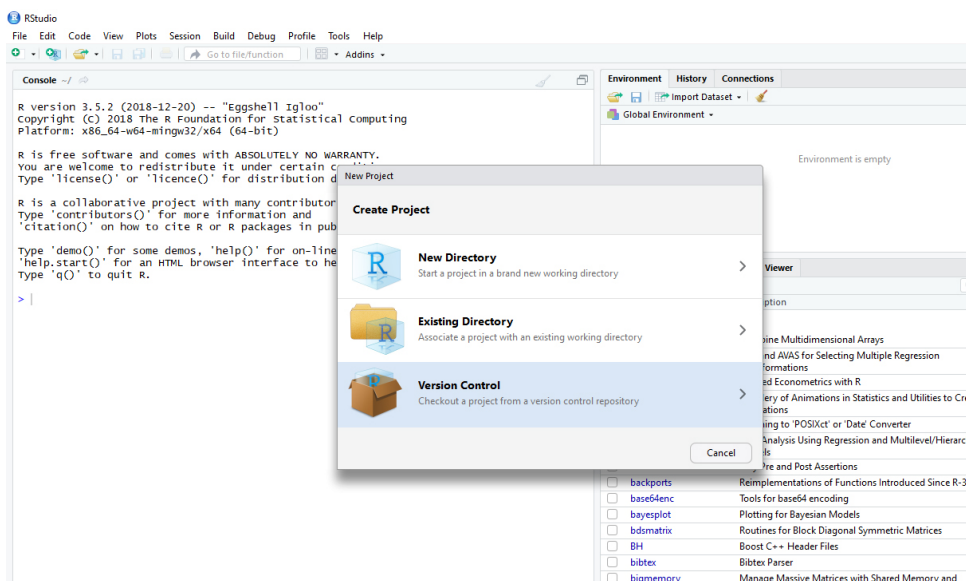 RStudio
File Edit Code View Plots Session Build Debug Profile Tools Help
Go to file/function Addins
Console ~/
R version 3.5.2 (2018-12-20) -- "Eggshell Igloo"
Copyright (C) 2018 The R Foundation for Statistical Computing
Platform: x86_64-w64-mingw32/x64 (64-bit)
R is free software and comes with ABSOLUTELY NO WARRANTY.
You are welcome to redistribute it under certain
Type 'license()' or 'licence()' for distribution d
R is a collaborative project with many contributor
Type 'contributors()' for more information and
'citation()' on how to cite R or R packages in pub
Type 'demo()' for some demos, 'help()' for on-line
'help.start()' for an HTML browser interface to he
Type 'q()' to quit R.
>
Environment History Connections
Import Dataset
Global Environment
Environment is empty
New Project
Create Project
New Directory
Start a project in a brand new working directory
Existing Directory
Associate a project with an existing working directory
Version Control
Checkout a project from a version control repository
Cancel
Viewer
ption
bine Multidimensional Arrays
nd AVAS for Selecting Multiple Regression
formations
ed Econometrics with R
ery of Animations in Statistics and Utilities to Cre
ations
ing to 'POSIXct' or 'Date' Converter
Analysis Using Regression and Multilevel/Hierarc
ls
Pre and Post Assertions
backports Reimplementations of Functions Introduced Since R-3
base64enc Tools for base64 encoding
bayesplot Plotting for Bayesian Models
bdsmatrix Routines for Block Diagonal Symmetric Matrices
BH Boost C++ Header Files
bibtex Bibtex Parser
bigmemory Manage Massive Matrices with Shared Memory and